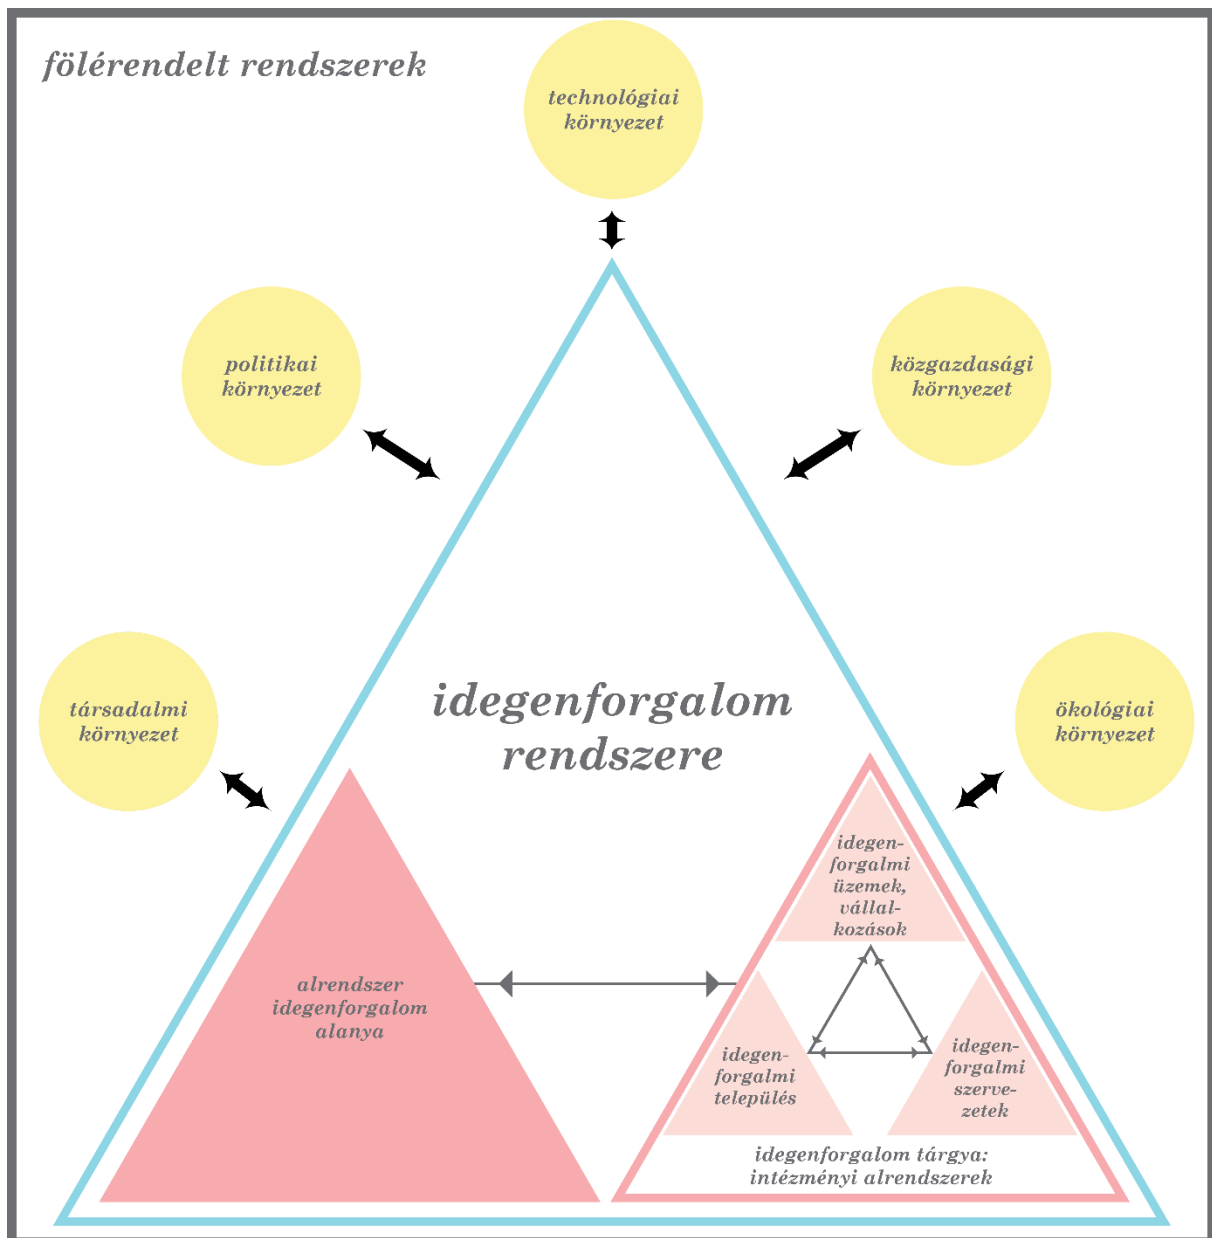 fölérendelt rendszerek
technológiai
környezet
politikai
környezet
közgazdasági
környezet
társadalmi
környezet
idegenforgalom
rendszere
ökológiai
környezet
alrendszer
idegenforgalom
alanya
idegen-
forgalmi
üzemek,
vállal-
kozások
idegen-
forgalmi
település
idegen-
forgalmi
szerve-
zetek
idegenforgalom tárgya:
intézményi alrendszerek